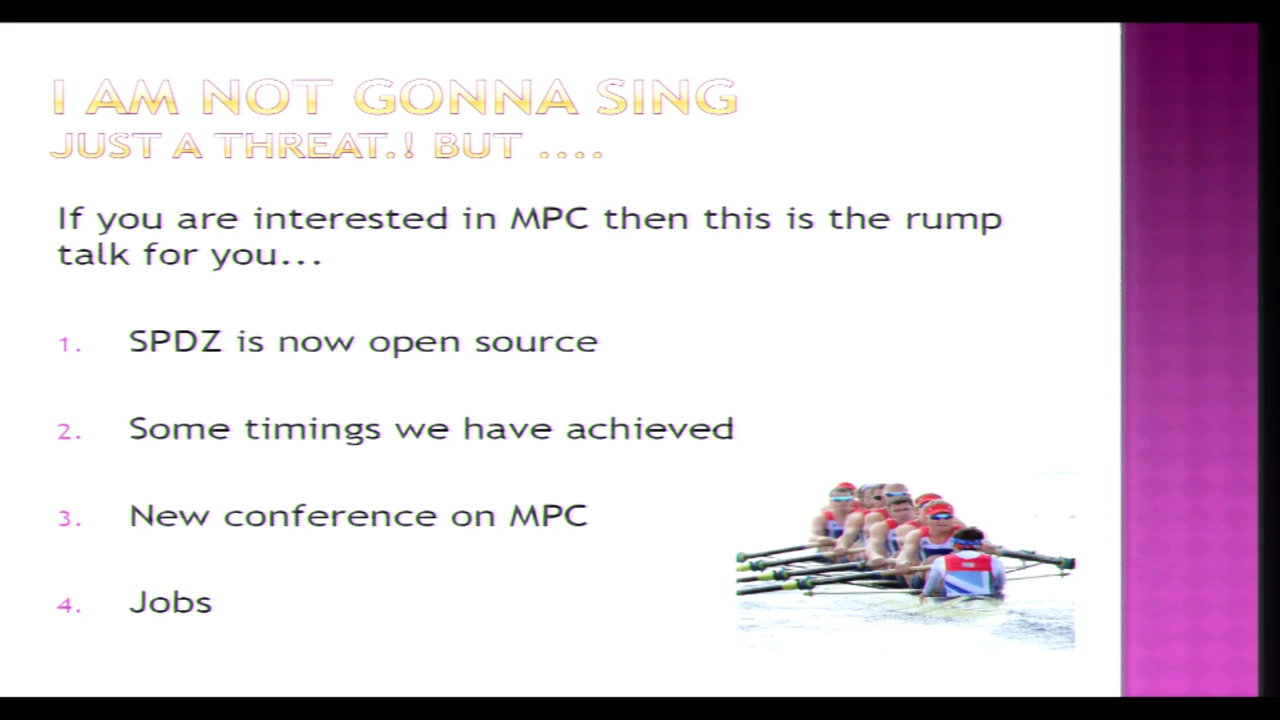 I AM NOT GONNA SING
JUST A THREAT.! BUT ....
If you are interested in MPC then this is the rump
talk for you...
1. SPDZ is now open source
2. Some timings we have achieved
3. New conference on MPC
4. Jobs